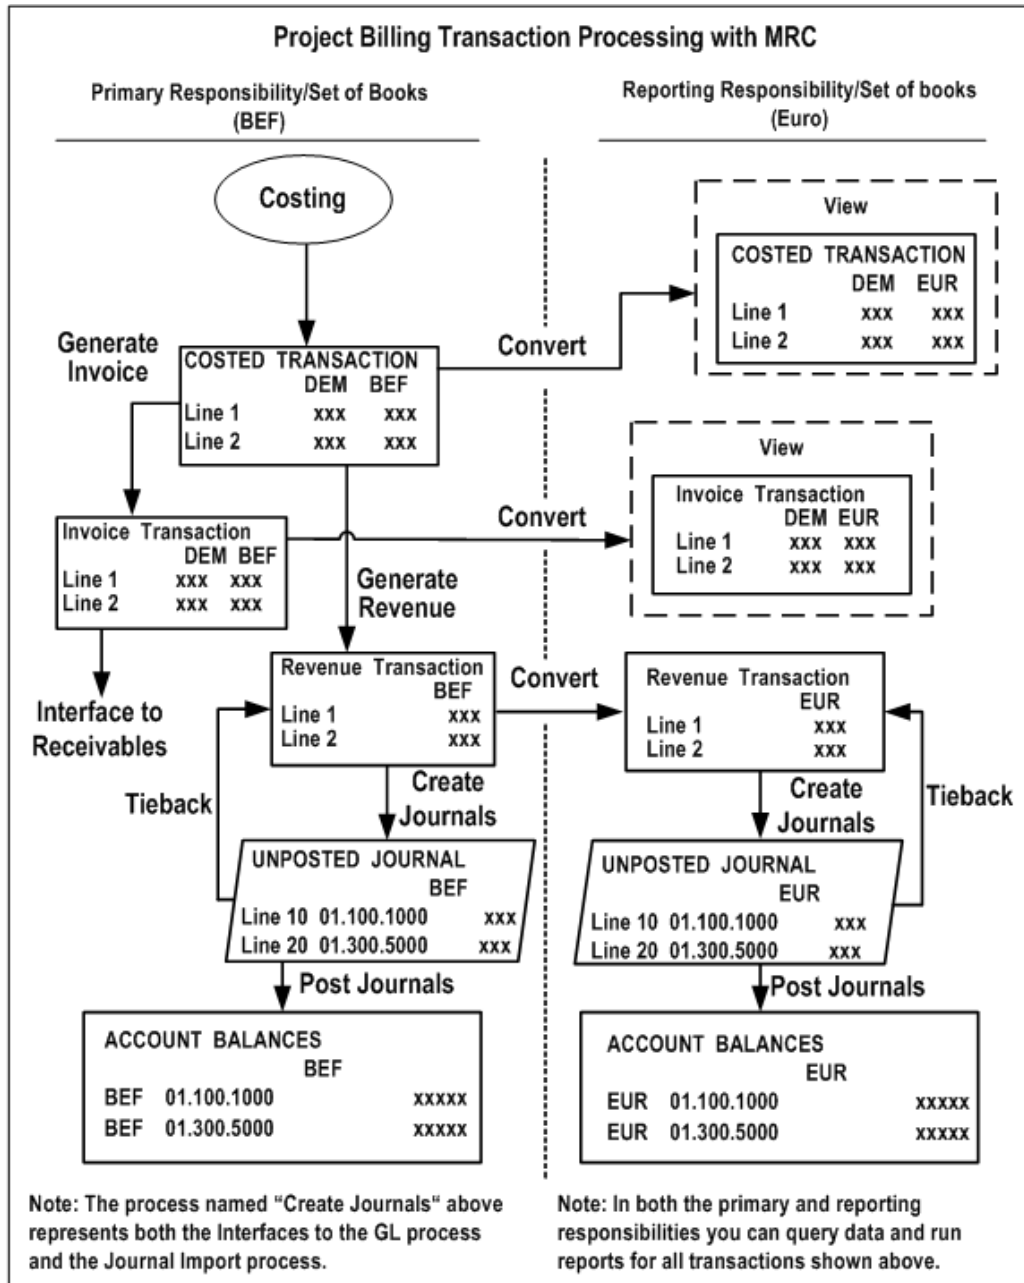 Project Billing Transaction Processing with MRC
Primary Responsibility/Set of Books
(BEF)
Reporting Responsibility/Set of books
(Euro)
Costing
View
COSTED TRANSACTION
DEM EUR
Line 1 xxx xxx
Line 2 xxx xxx
Generate
Invoice
Convert
COSTED TRANSACTION
DEM BEF
Line 1 xxx xxx
Line 2 xxx xxx
View
Invoice Transaction
DEM EUR
Line 1 xxx xxx
Line 2 xxx xxx
Convert
Invoice Transaction
DEM BEF
Line 1 xxx xxx
Line 2 xxx xxx
Generate
Revenue
Interface to
Receivables
Revenue Transaction
BEF
Line 1 xxx
Line 2 xxx
Convert
Revenue Transaction
EUR
Line 1 xxx
Line 2 xxx
Tieback
Create
Journals
Create
Journals
Tieback
UNPOSTED JOURNAL
BEF
Line 10 01.100.1000 xxx
Line 20 01.300.5000 xxx
UNPOSTED JOURNAL
EUR
Line 10 01.100.1000 xxx
Line 20 01.300.5000 xxx
Post Journals
Post Journals
ACCOUNT BALANCES
BEF
BEF 01.100.1000 xxxxx
BEF 01.300.5000 xxxxx
ACCOUNT BALANCES
EUR
EUR 01.100.1000 xxxxx
EUR 01.300.5000 xxxxx
Note: The process named “Create Journals“ above
represents both the Interfaces to the GL process
and the Journal Import process.
Note: In both the primary and reporting
responsibilities you can query data and run
reports for all transactions shown above.